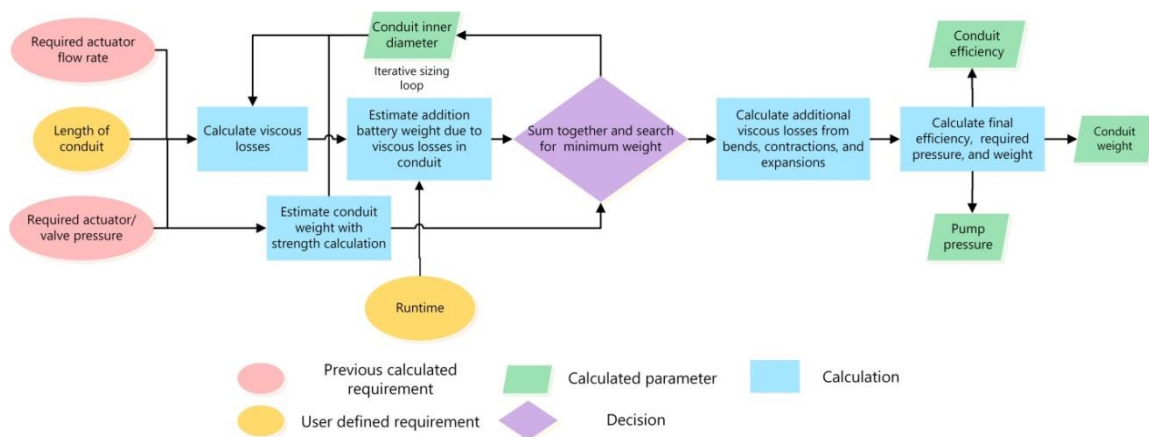 Required actuator
flow rate
Length of
conduit
Required actuator/
valve pressure
Calculate viscous
losses
Conduit inner
diameter
Iterative sizing
loop
Estimate addition
battery weight due to
viscous losses in
conduit
Estimate conduit
weight with
strength calculation
Runtime
Sum together and search
for minimum weight
Calculate additional
viscous losses from
bends, contractions, and
expansions
Calculate final
efficiency, required
pressure, and weight
Conduit
efficiency
Conduit
weight
Pump
pressure
Previous calculated
requirement
Calculated parameter
Calculation
User defined requirement
Decision